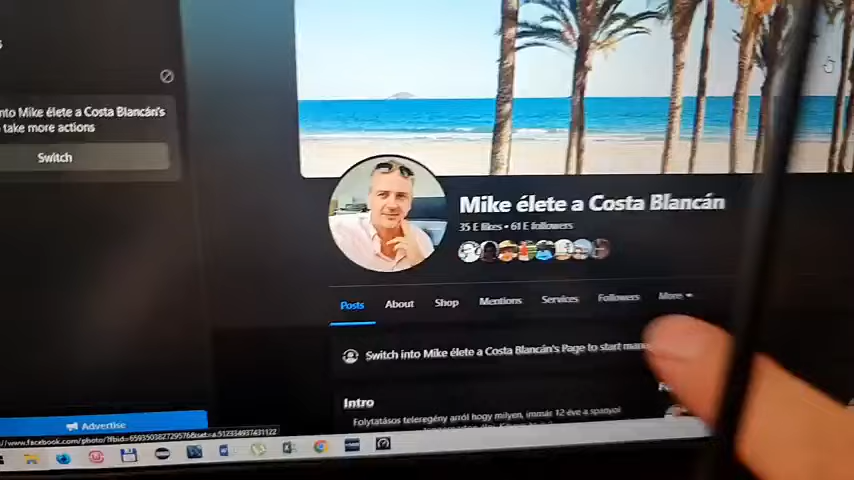 nto Mike élete a Costa Blancán's
take more actions
Switch
Mike élete a Costa Blancán
35 E likes • 61 E followers
Posts About Shop Mentions Services Followers More
Switch into Mike élete a Costa Blancán's Page to start mana
Intro
Folytatásos teleregény arról hogy milyen, immár 12 éve a spanyol
Advertise